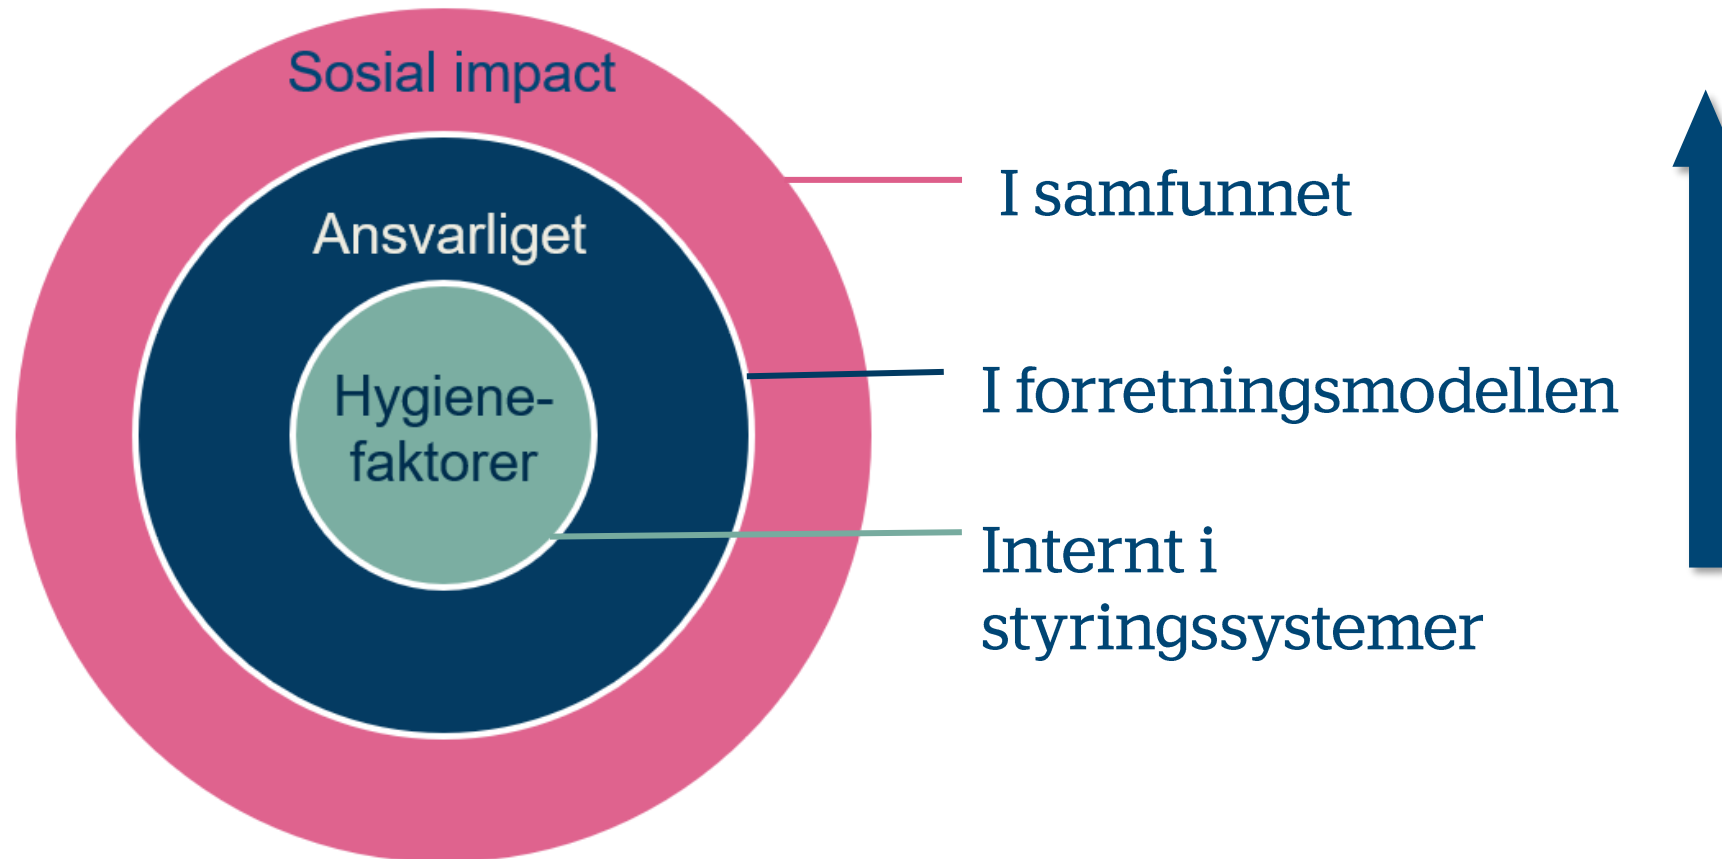 Sosial impact
I samfunnet
Ansvarliget
I forretningsmodellen
Hygiene-
faktorer
Internt i
styringssystemer